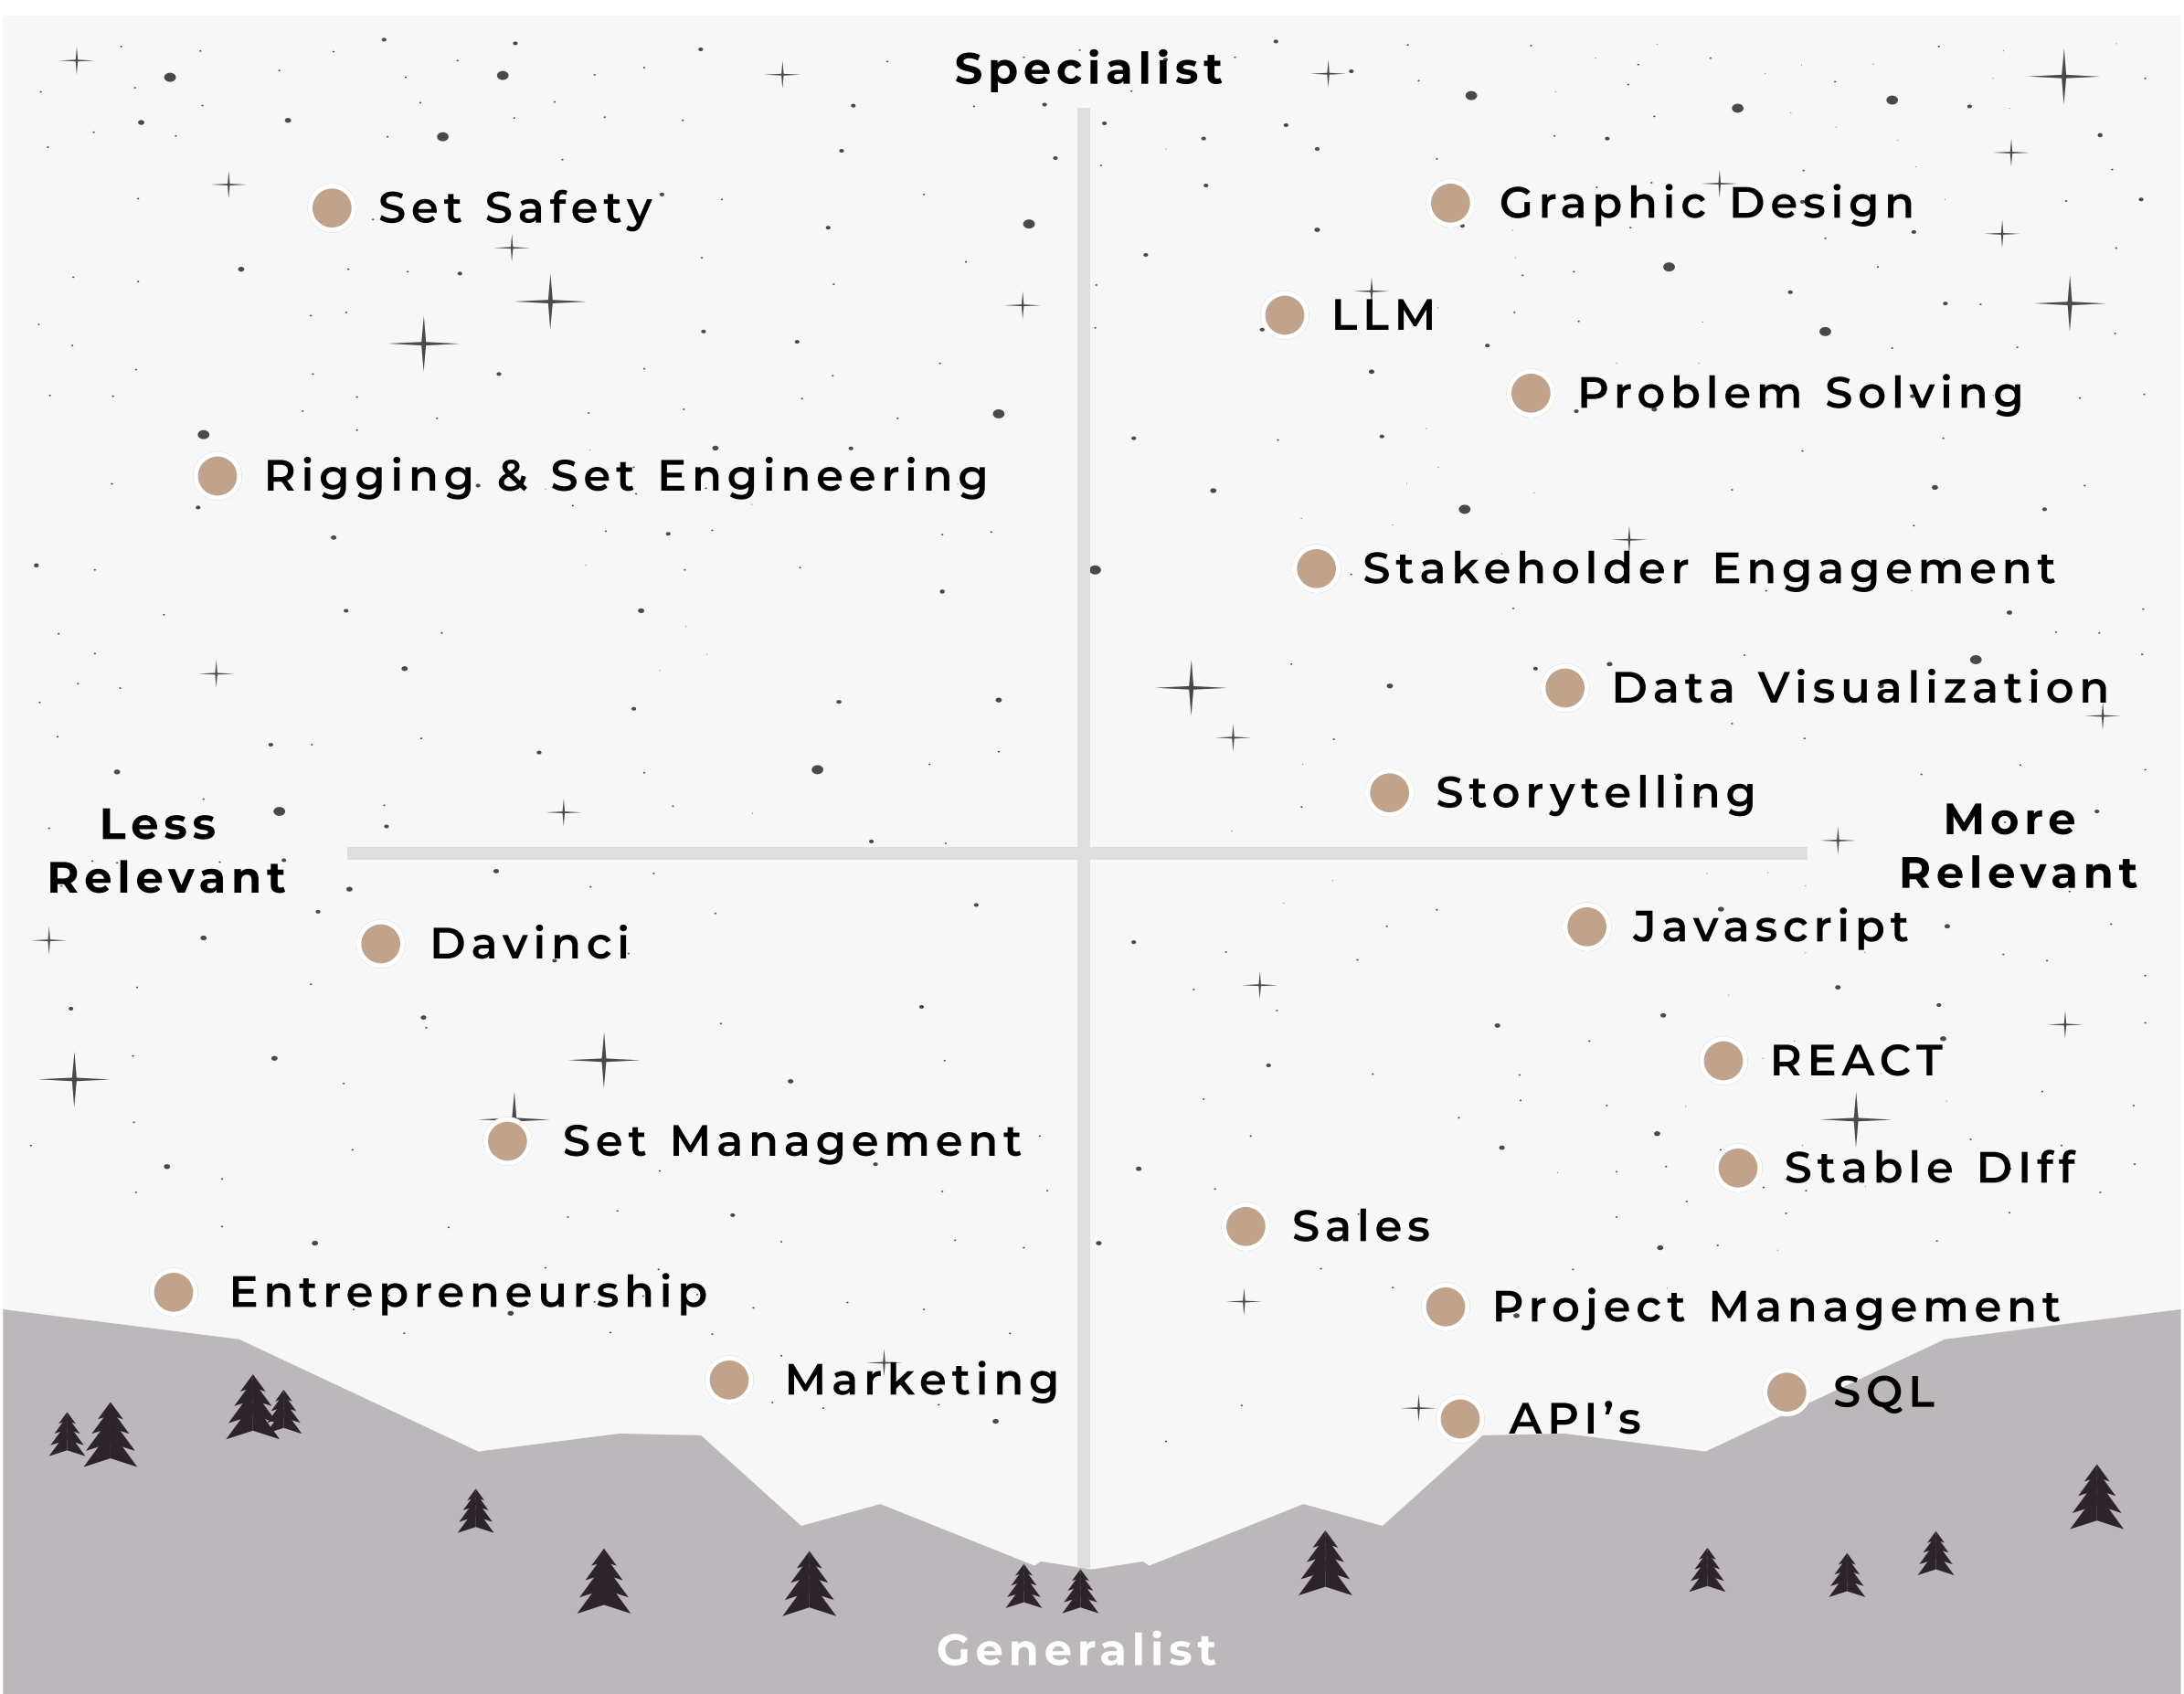 Specialist
Set Safety
Graphic Design
LLM
Problem Solving
Rigging & Set Engineering
Stakeholder Engagement
Data Visualization
Storytelling
Less
Relevant
More
Relevant
Davinci
Javascript
REACT
Set Management
Stable DIff
Sales
Entrepreneurship
Project Management
Marketing
SQL
API's
Generalist